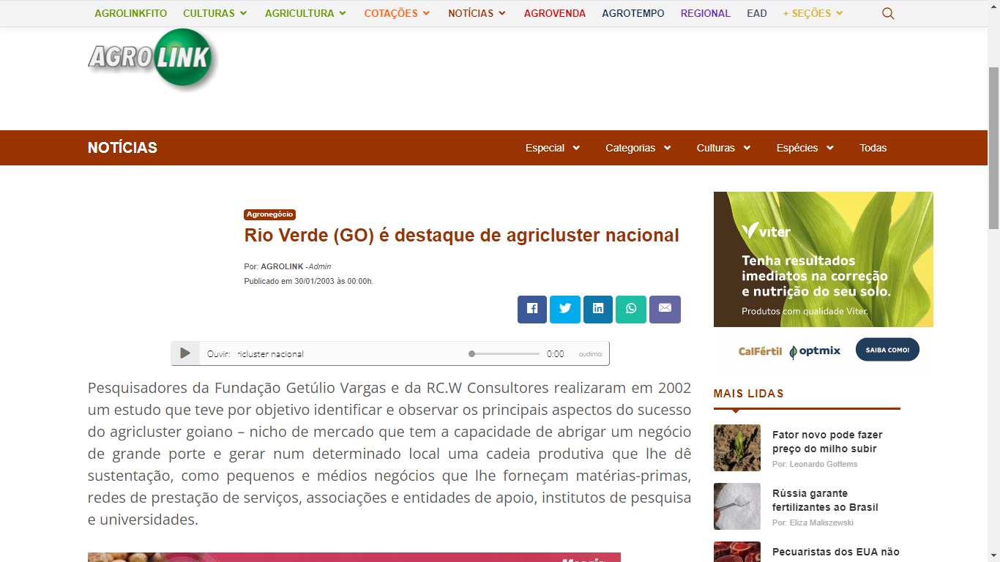 AGROLINKFITO CULTURAS AGRICULTURA COTAÇÕES NOTÍCIAS AGROVENDA AGROTEMPO REGIONAL EAD + SEÇÕES
AGROLINK
NOTÍCIAS Especial Categorias Culturas Espécies Todas
Agronegócio
Rio Verde (GO) é destaque de agricluster nacional
Por: AGROLINK -Admin
Publicado em 30/01/2003 às 00:00h.
Ouvir: ricluster nacional 0:00 audima
Pesquisadores da Fundação Getúlio Vargas e da RC.W Consultores realizaram em 2002
um estudo que teve por objetivo identificar e observar os principais aspectos do sucesso
do agricluster goiano – nicho de mercado que tem a capacidade de abrigar um negócio
de grande porte e gerar num determinado local uma cadeia produtiva que lhe dê
sustentação, como pequenos e médios negócios que lhe forneçam matérias-primas,
redes de prestação de serviços, associações e entidades de apoio, institutos de pesquisa
e universidades.
viter
Tenha resultados
imediatos na correção
e nutrição do seu solo.
Produtos com qualidade Viter.
CalFértil optmix SAIBA COMO!
MAIS LIDAS
Fator novo pode fazer
preço do milho subir
Por: Leonardo Gottems
Rússia garante
fertilizantes ao Brasil
Por: Eliza Maliszewski
Pecuaristas dos EUA não